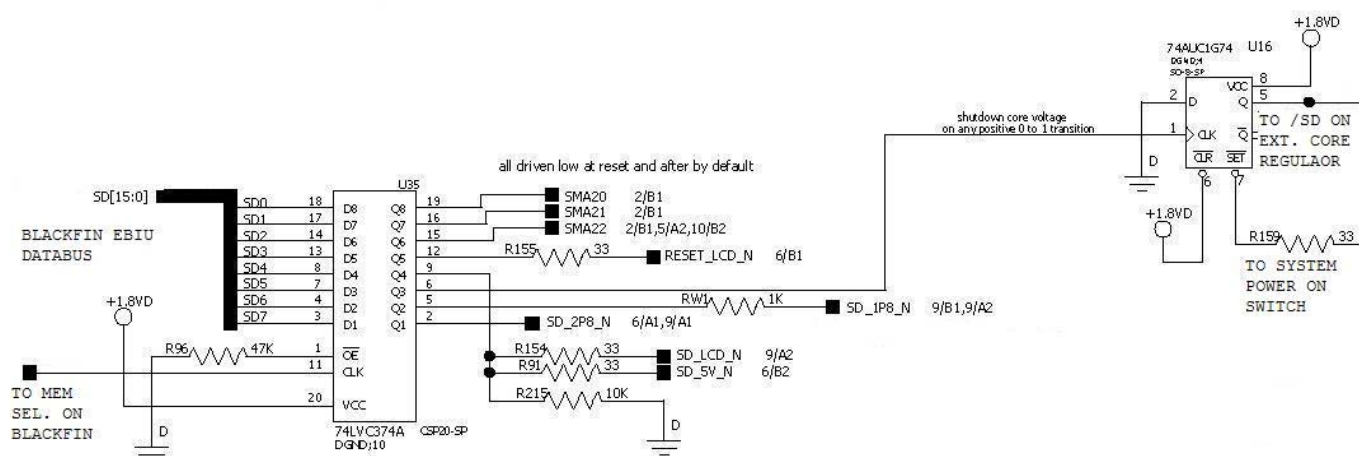 +1.8VD
74AUC1G74 U16
DGND;4
SO-8-SP
VCC 8
2 D Q 5
shutdown core voltage
on any positive 0 to 1 transition
1 CLK Q
CLR SET
6 7
D
TO /SD ON
EXT. CORE
REGULAOR
+1.8VD
R159 33
TO SYSTEM
POWER ON
SWITCH
all driven low at reset and after by default
U35
SD[15:0]
BLACKFIN EBIU
DATABUS
SD0 18 D8 Q8 19 SMA20 2/B1
SD1 17 D7 Q7 16 SMA21 2/B1
SD2 14 D6 Q6 15 SMA22 2/B1,5/A2,10/B2
SD3 13 D5 Q5 12 R155 33 RESET_LCD_N 6/B1
SD4 8 D4 Q4 9
SD5 7 D3 Q3 6
SD6 4 D2 Q2 5 RW1 1K SD_1P8_N 9/B1,9/A2
SD7 3 D1 Q1 2 SD_2P8_N 6/A1,9/A1
+1.8VD
R96 47K 1 OE
11 CLK
20 VCC
R154 33 SD_LCD_N 9/A2
R91 33 SD_5V_N 6/B2
R215 10K
D
TO MEM
SEL. ON
BLACKFIN
D
74LVC374A CSP20-SP
DGND;10